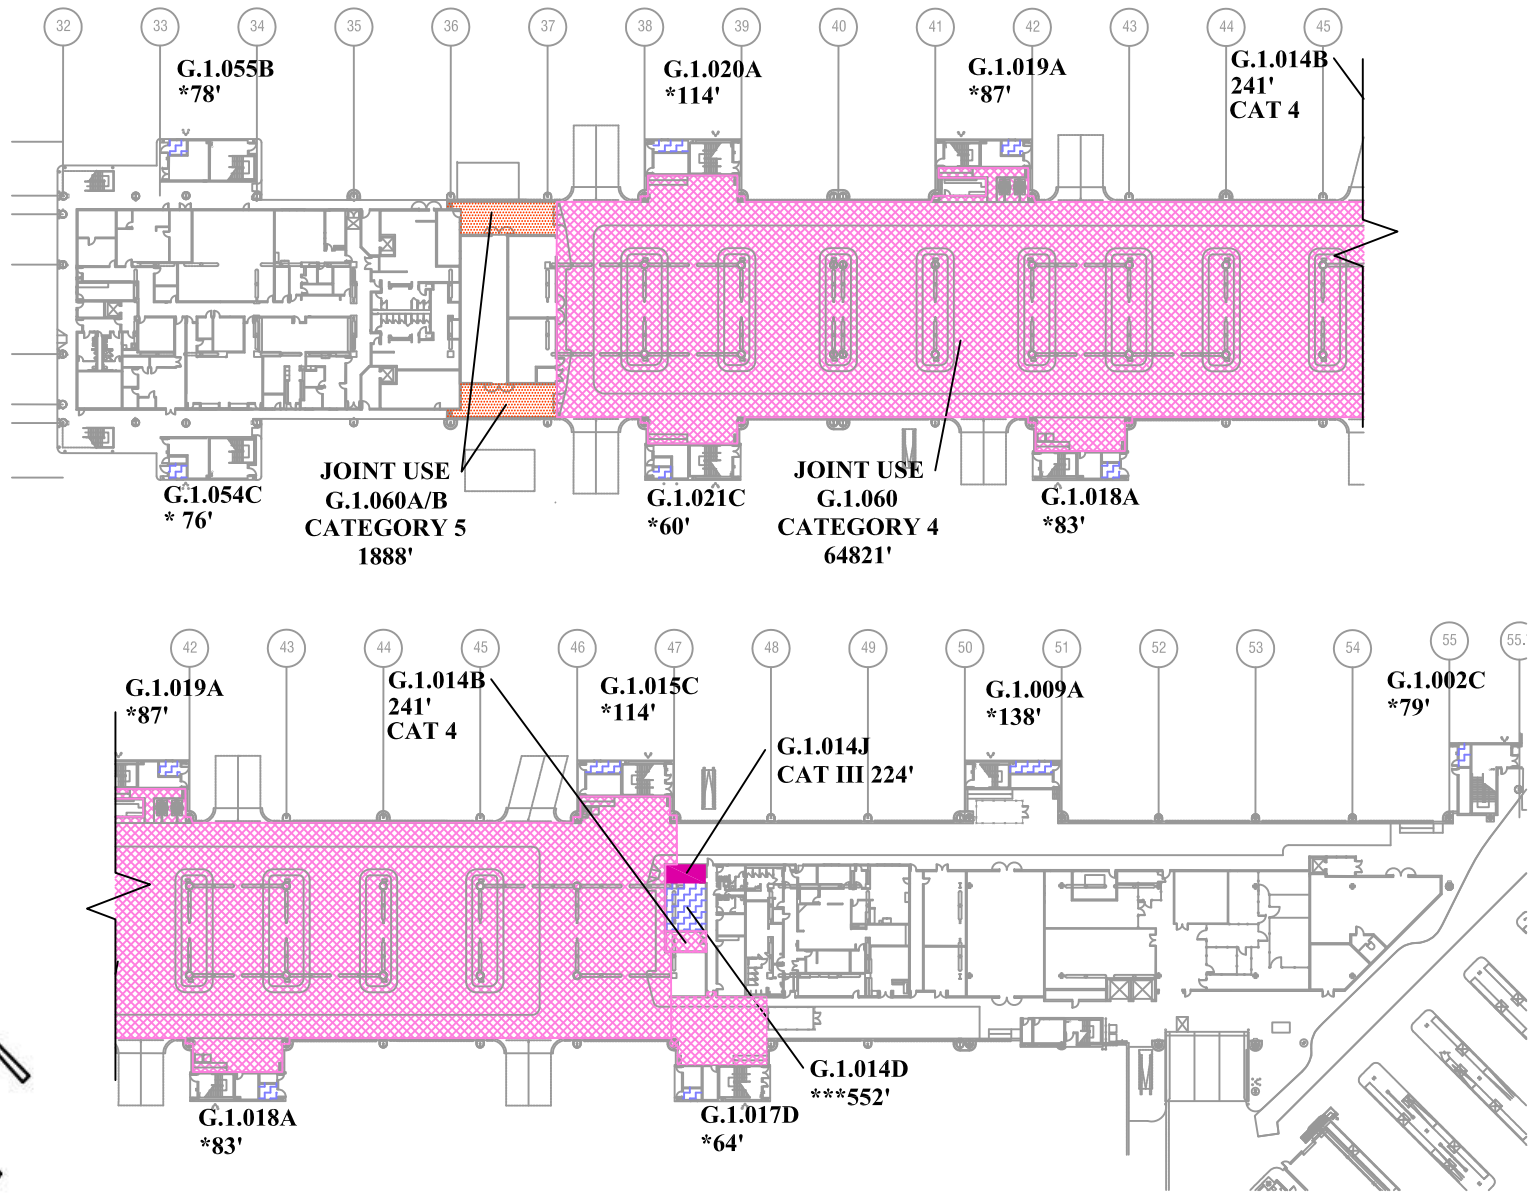 32 33 34 35 36 37 38 39 40 41 42 43 44 45
G.1.055B
*78'
G.1.020A
*114'
G.1.019A
*87'
G.1.014B
241'
CAT 4
G.1.054C
* 76'
JOINT USE
G.1.060A/B
CATEGORY 5
1888'
G.1.021C
*60'
JOINT USE
G.1.060
CATEGORY 4
64821'
G.1.018A
*83'
42 43 44 45 46 47 48 49 50 51 52 53 54 55 55.
G.1.019A
*87'
G.1.014B
241'
CAT 4
G.1.015C
*114'
G.1.014J
CAT III 224'
G.1.009A
*138'
G.1.002C
*79'
G.1.018A
*83'
G.1.017D
*64'
G.1.014D
***552'